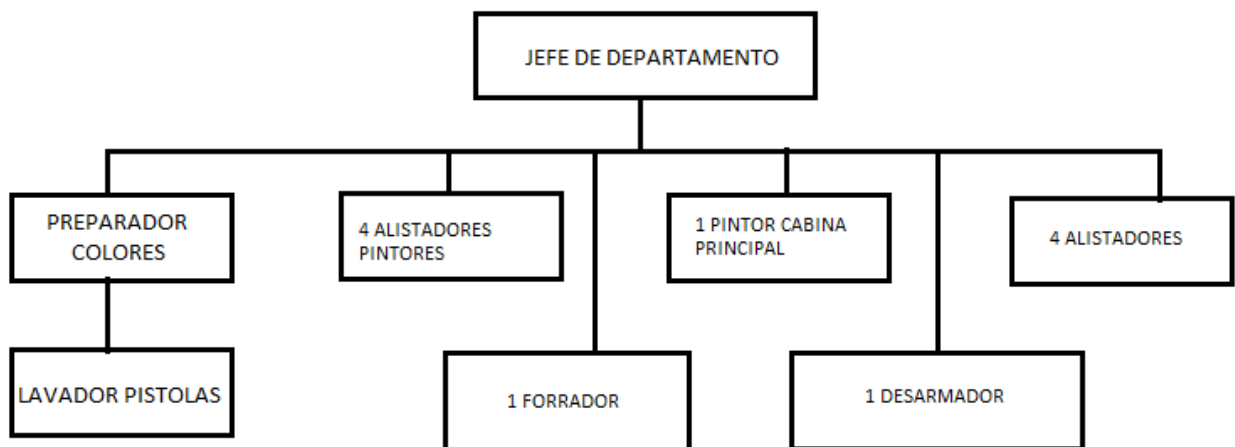 JEFE DE DEPARTAMENTO
PREPARADOR
COLORES
4 ALISTADORES
PINTORES
1 PINTOR CABINA
PRINCIPAL
4 ALISTADORES
LAVADOR PISTOLAS
1 FORRADOR
1 DESARMADOR